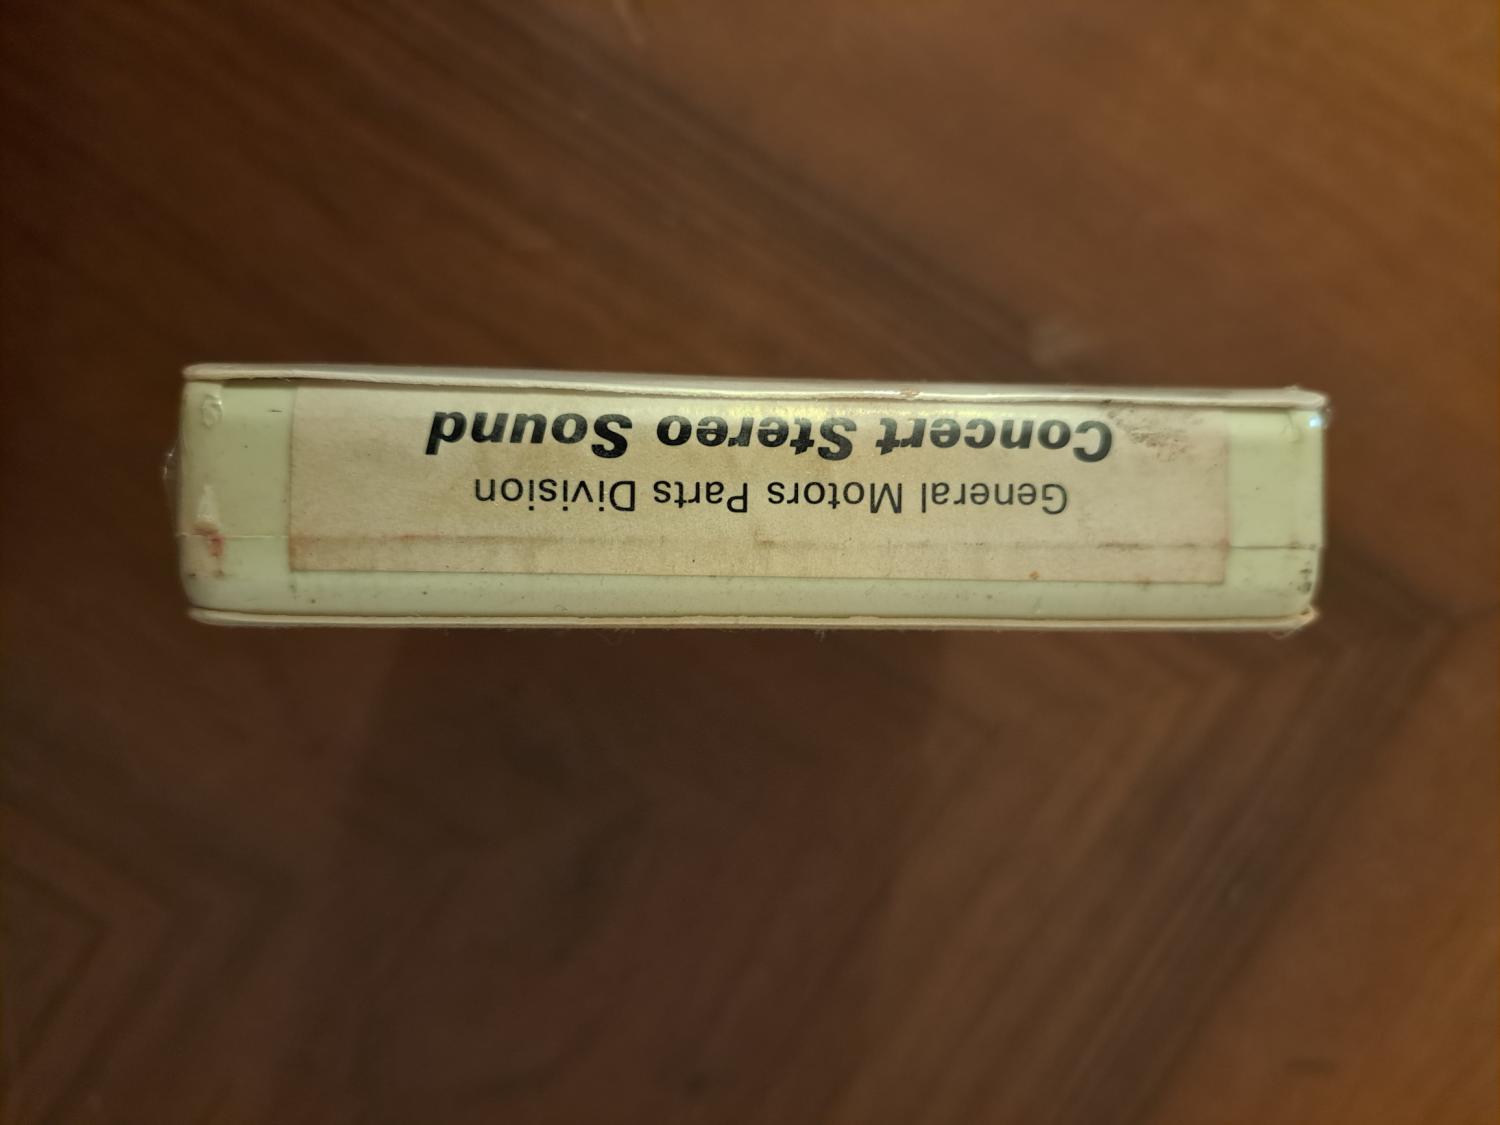 General Motors Parts Division
Concert Stereo Sound